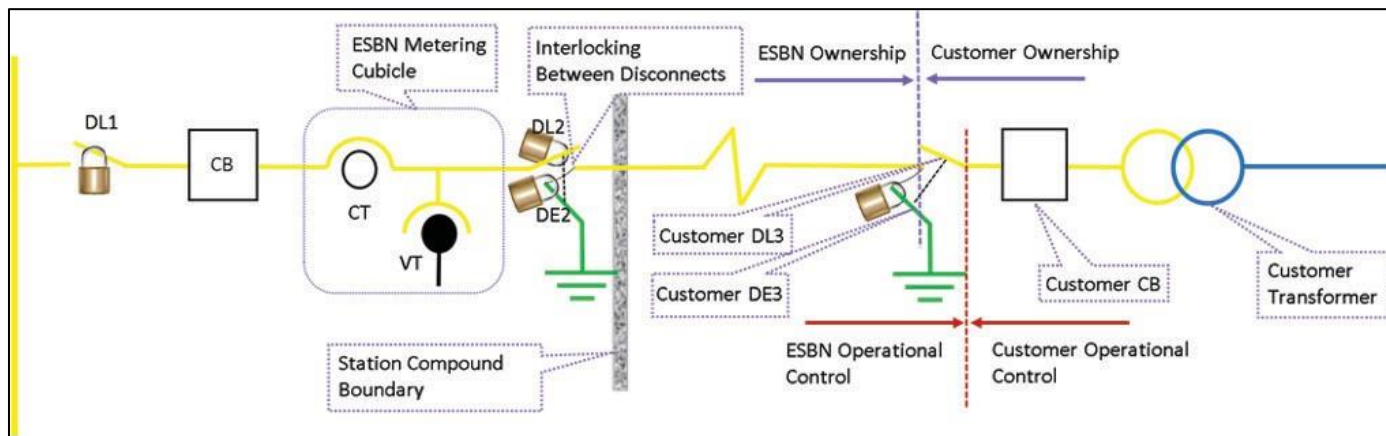 ESBN Metering
Cubicle
Interlocking
Between Disconnects
ESBN Ownership
Customer Ownership
DL1
CB
CT
VT
DL2
DE2
Customer DL3
Customer DE3
Customer CB
Customer
Transformer
Station Compound
Boundary
ESBN Operational
Control
Customer Operational
Control